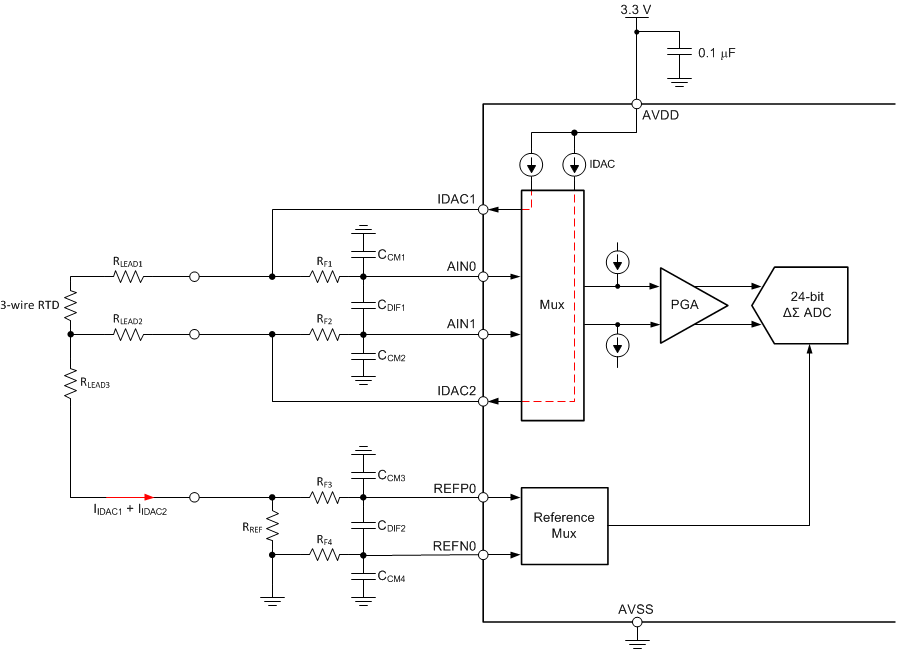 3.3 V
0.1 μF
AVDD
IDAC
IDAC1
CCM1
RLEAD1
RF1
AIN0
3-wire RTD
CDIF1
Mux
PGA
24-bit
ΔΣ ADC
RLEAD2
RF2
AIN1
CCM2
RLEAD3
IDAC2
CCM3
RF3
REFP0
IIDAC1 + IIDAC2
RREF
CDIF2
Reference
Mux
RF4
REFN0
CCM4
AVSS